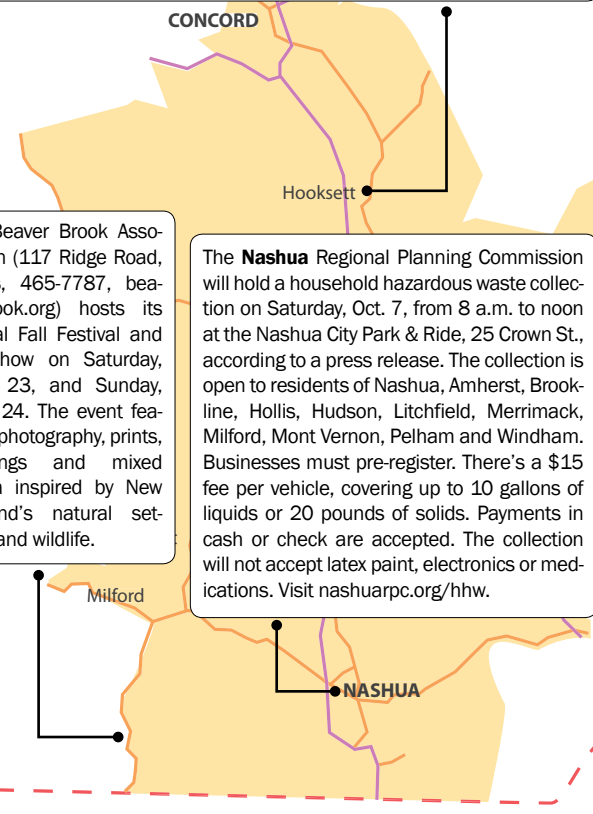 CONCORD
Hooksett
Beaver Brook Asso-
(117 Ridge Road,
465-7787, bea-
ook.org) hosts its
Fall Festival and
how on Saturday,
23, and Sunday,
24. The event fea-
photography, prints,
ngs and mixed
inspired by New
nd's natural set-
and wildlife.
The Nashua Regional Planning Commission
will hold a household hazardous waste collec-
tion on Saturday, Oct. 7, from 8 a.m. to noon
at the Nashua City Park & Ride, 25 Crown St.,
according to a press release. The collection is
open to residents of Nashua, Amherst, Brook-
line, Hollis, Hudson, Litchfield, Merrimack,
Milford, Mont Vernon, Pelham and Windham.
Businesses must pre-register. There's a $15
fee per vehicle, covering up to 10 gallons of
liquids or 20 pounds of solids. Payments in
cash or check are accepted. The collection
will not accept latex paint, electronics or med-
ications. Visit nashuarpc.org/hhw.
Milford
NASHUA